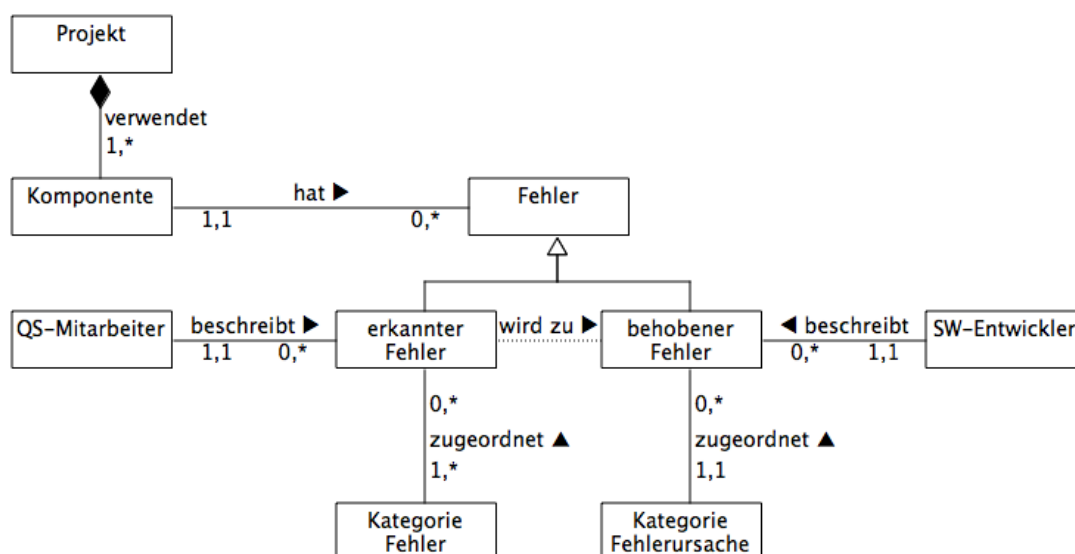 Projekt
verwendet
1,*
Komponente
hat ▶
Fehler
1,1
0,*
QS-Mitarbeiter
beschreibt ▶
erkannter
Fehler
wird zu ▶
behobener
Fehler
◀ beschreibt
SW-Entwickler
1,1
0,*
0,*
1,1
0,*
0,*
zugeordnet ▲
zugeordnet ▲
1,*
1,1
Kategorie
Fehler
Kategorie
Fehlerursache